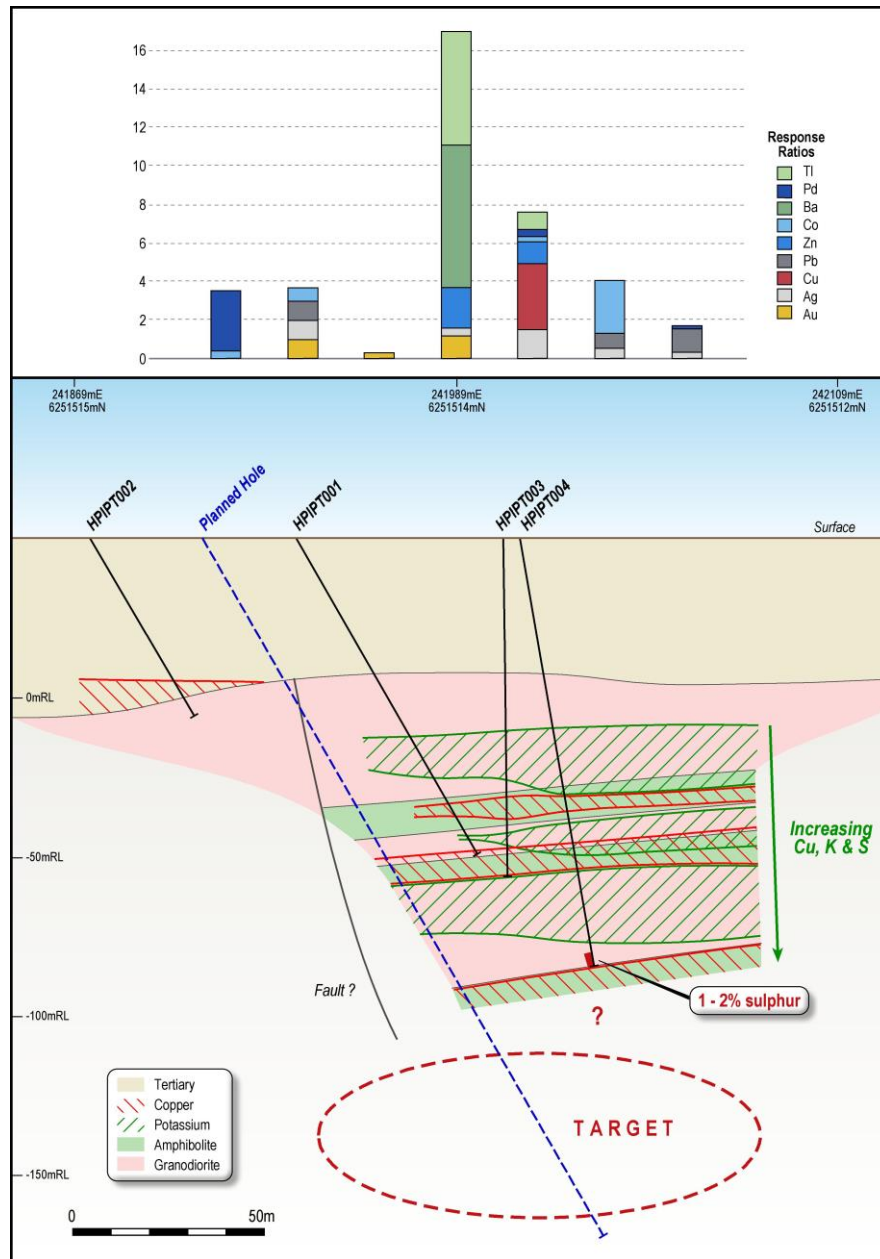 16
14
12
10
8
6
4
2
0
Response
Ratios
Tl
Pd
Ba
Co
Zn
Pb
Cu
Ag
Au
241869mE
6251515mN
241989mE
6251514mN
242109mE
6251512mN
HPIPT002
Planned Hole
HPIPT001
HPIPT003
HPIPT004
Surface
0mRL
-50mRL
Increasing
Cu, K & S
Fault ?
1 - 2% sulphur
-100mRL
?
TARGET
Tertiary
Copper
Potassium
Amphibolite
Granodiorite
-150mRL
0
50m